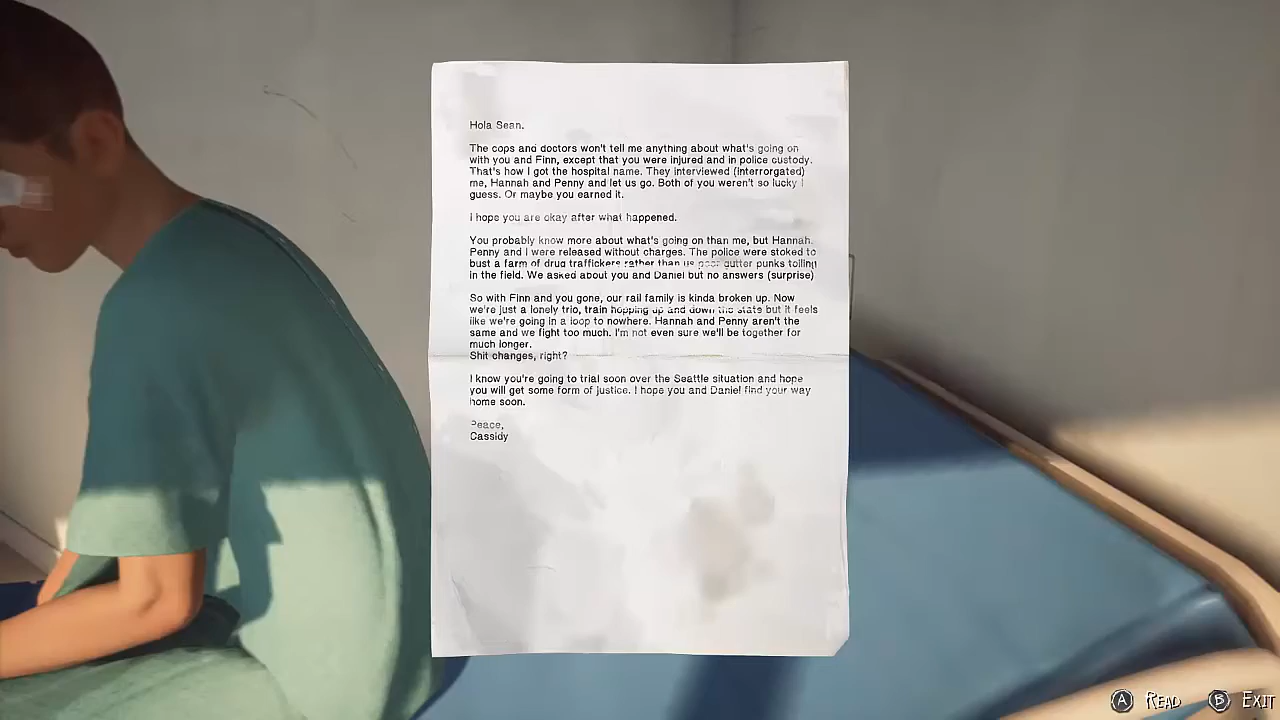 Hola Sean.
The cops and doctors won't tell me anything about what's going on
with you and Finn, except that you were injured and in police custody.
That's how I got the hospital name. They interviewed (interrorgated)
me, Hannah and Penny and let us go. Both of you weren't so lucky I
guess. Or maybe you earned it.
I hope you are okay after what happened.
You probably know more about what's going on than me, but Hannah.
Penny and I were released without charges. The police were stoked to
bust a farm of drug traffickers rather than us poor gutter punks toiling
in the field. We asked about you and Daniel but no answers (surprise)
So with Finn and you gone, our rail family is kinda broken up. Now
we're just a lonely trio, train hopping up and down the state but it feels
like we're going in a loop to nowhere. Hannah and Penny aren't the
same and we fight too much. I'm not even sure we'll be together for
much longer.
Shit changes, right?
I know you're going to trial soon over the Seattle situation and hope
you will get some form of justice. I hope you and Daniel find your way
home soon.
Peace,
Cassidy
A READ B EXIT